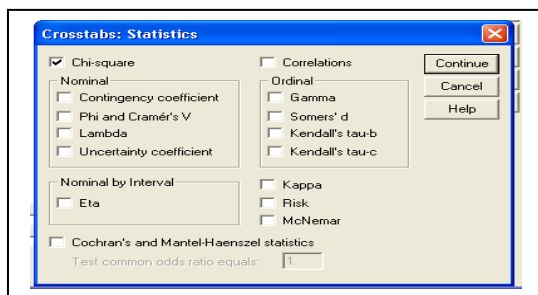 Crosstabs: Statistics
Chi-square
Correlations
Continue
Cancel
Help
Nominal
Contingency coefficient
Phi and Cramér's V
Lambda
Uncertainty coefficient
Ordinal
Gamma
Somers' d
Kendall's tau-b
Kendall's tau-c
Nominal by Interval
Eta
Kappa
Risk
McNemar
Cochran's and Mantel-Haenszel statistics
Test common odds ratio equals: 1